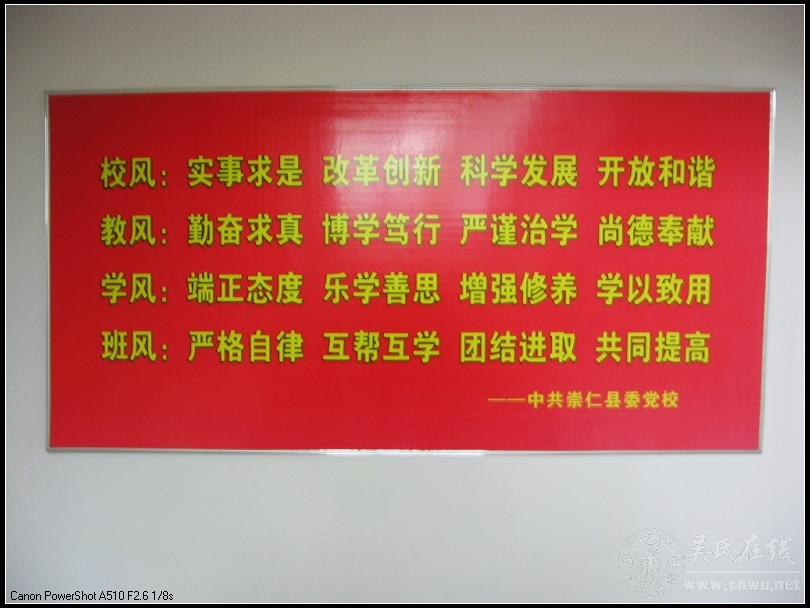 校风：实事求是 改革创新 科学发展 开放和谐
教风：勤奋求真 博学笃行 严谨治学 尚德奉献
学风：端正态度 乐学善思 增强修养 学以致用
班风：严格自律 互帮互学 团结进取 共同提高
——中共崇仁县委党校
吴氏在线
www.cnwu.net
Canon PowerShot A510 F2.6 1/8s